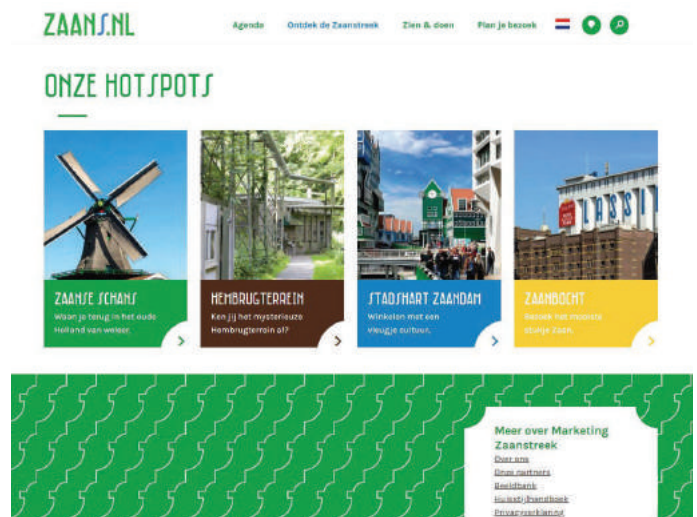 ZAANS.NL
Agenda
Ontdek de Zaanstreek
Zien & doen
Plan je bezoek
ONZE HOTSPOTS
ZAANSE SCHANS
Waan je terug in het oude
Holland van weleer.
HEMBRUGTERREIN
Ken jij het mysterieuze
Hembrugterrein al?
STADSHART ZAANDAM
Winkelen met een
vleugje cultuur.
LASSI
ZAANBOCHT
Bezoek het mooiste
stukje Zaan.
Meer over Marketing
Zaanstreek
Over ons
Onze partners
Beeldbank
Huisstijlhandboek
Privacyverklaring